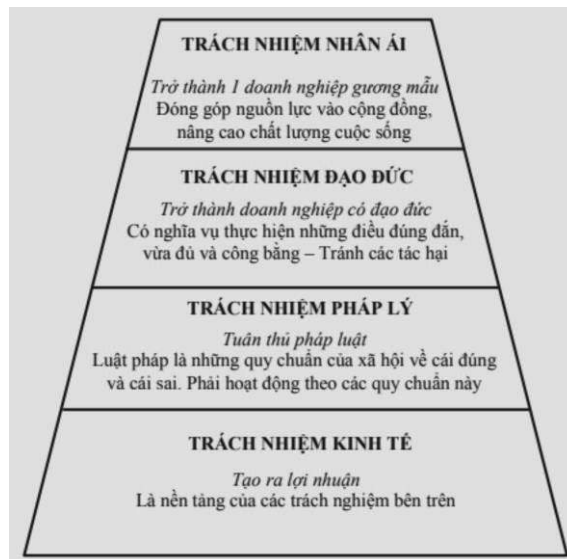 TRÁCH NHIỆM NHÂN ÁI
Trở thành 1 doanh nghiệp gương mẫu
Đóng góp nguồn lực vào cộng đồng,
nâng cao chất lượng cuộc sống
TRÁCH NHIỆM ĐẠO ĐỨC
Trở thành doanh nghiệp có đạo đức
Có nghĩa vụ thực hiện những điều đúng đắn,
vừa đủ và công bằng – Tránh các tác hại
TRÁCH NHIỆM PHÁP LÝ
Tuân thủ pháp luật
Luật pháp là những quy chuẩn của xã hội về cái đúng
và cái sai. Phải hoạt động theo các quy chuẩn này
TRÁCH NHIỆM KINH TẾ
Tạo ra lợi nhuận
Là nền tảng của các trách nghiệm bên trên